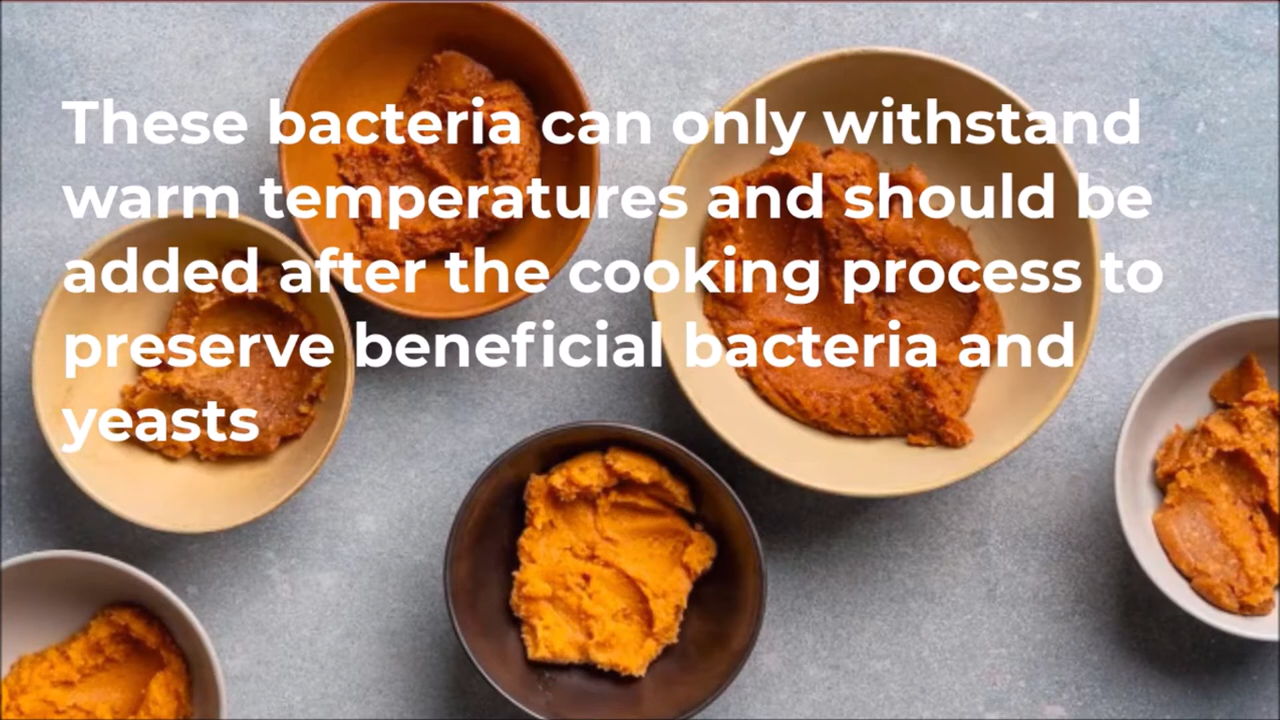 These bacteria can only withstand
warm temperatures and should be
added after the cooking process to
preserve beneficial bacteria and
yeasts